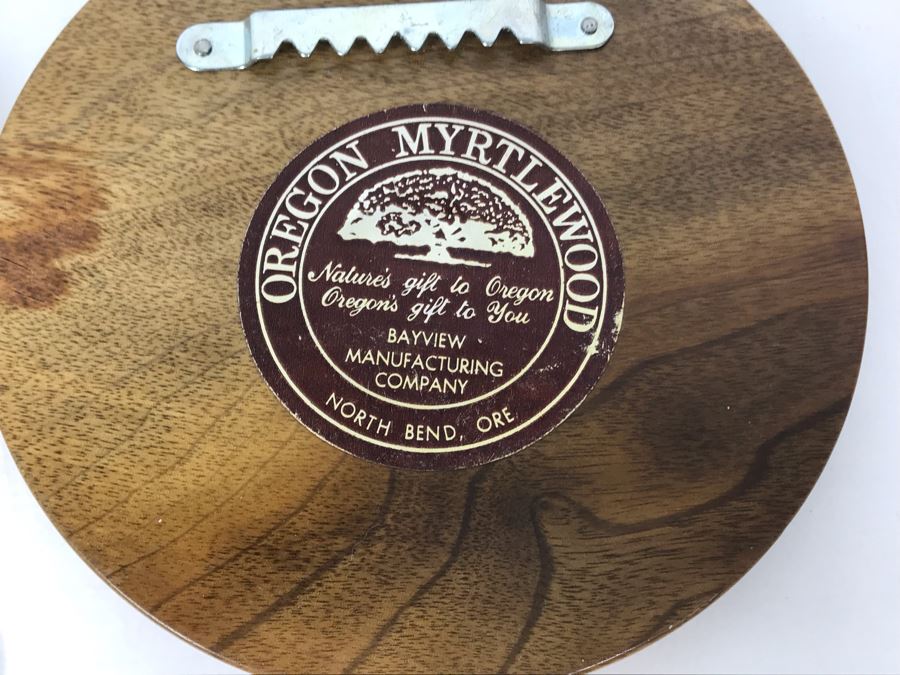 OREGON MYRTLEWOOD
Nature's gift to Oregon
Oregon's gift to You
BAYVIEW
MANUFACTURING
COMPANY
NORTH BEND, ORE.